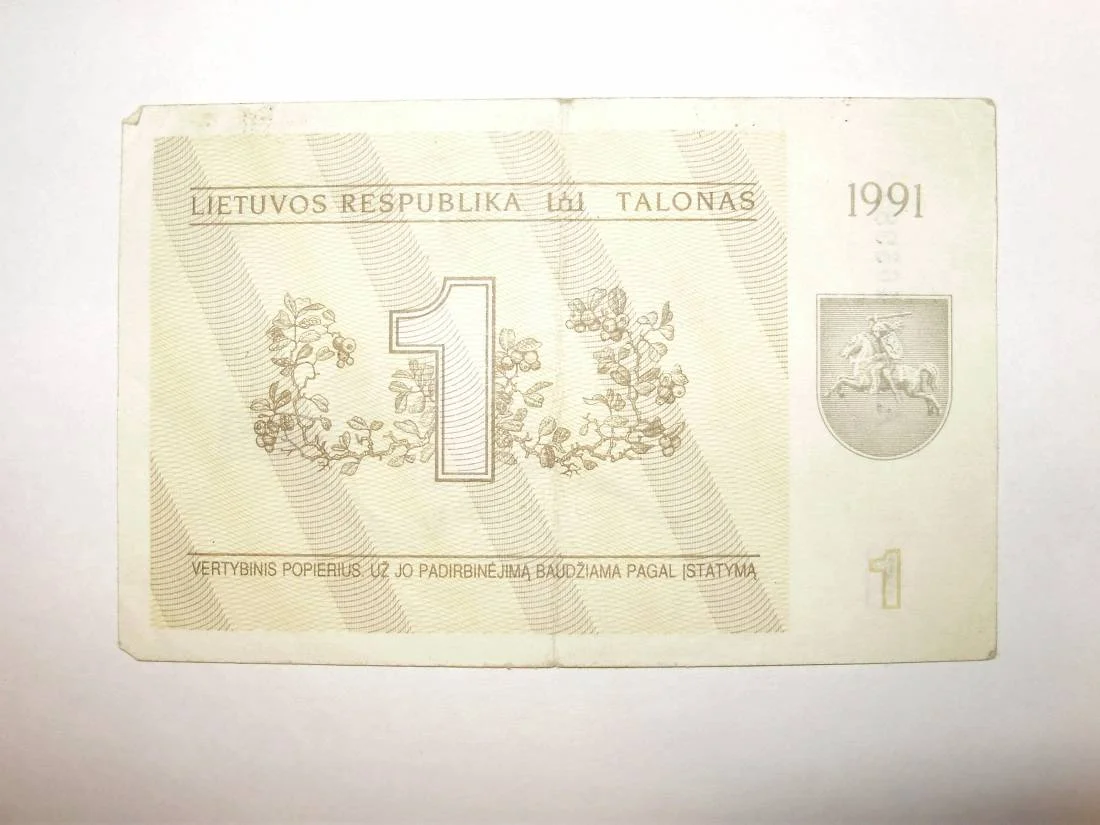 LIETUVOS RESPUBLIKA TALONAS
1991
1
VERTYBINIS POPIERIUS. UŽ JO PADIRBINĖJIMĄ BAUDŽIAMA PAGAL ĮSTATYMĄ
1